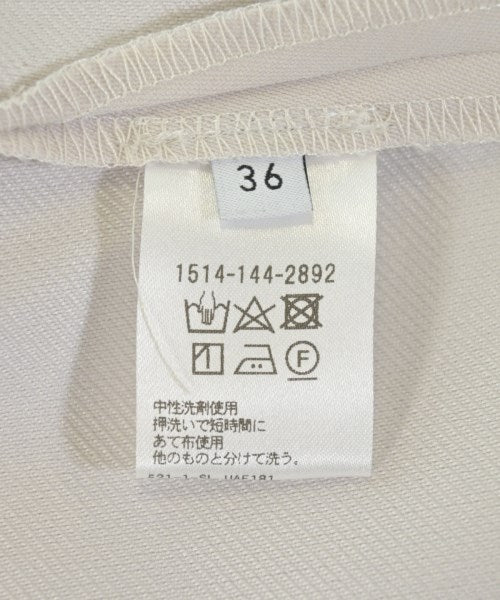 36
1514-144-2892
F
中性洗剤使用
押洗いで短時間に
あて布使用
他のものと分けて洗う。